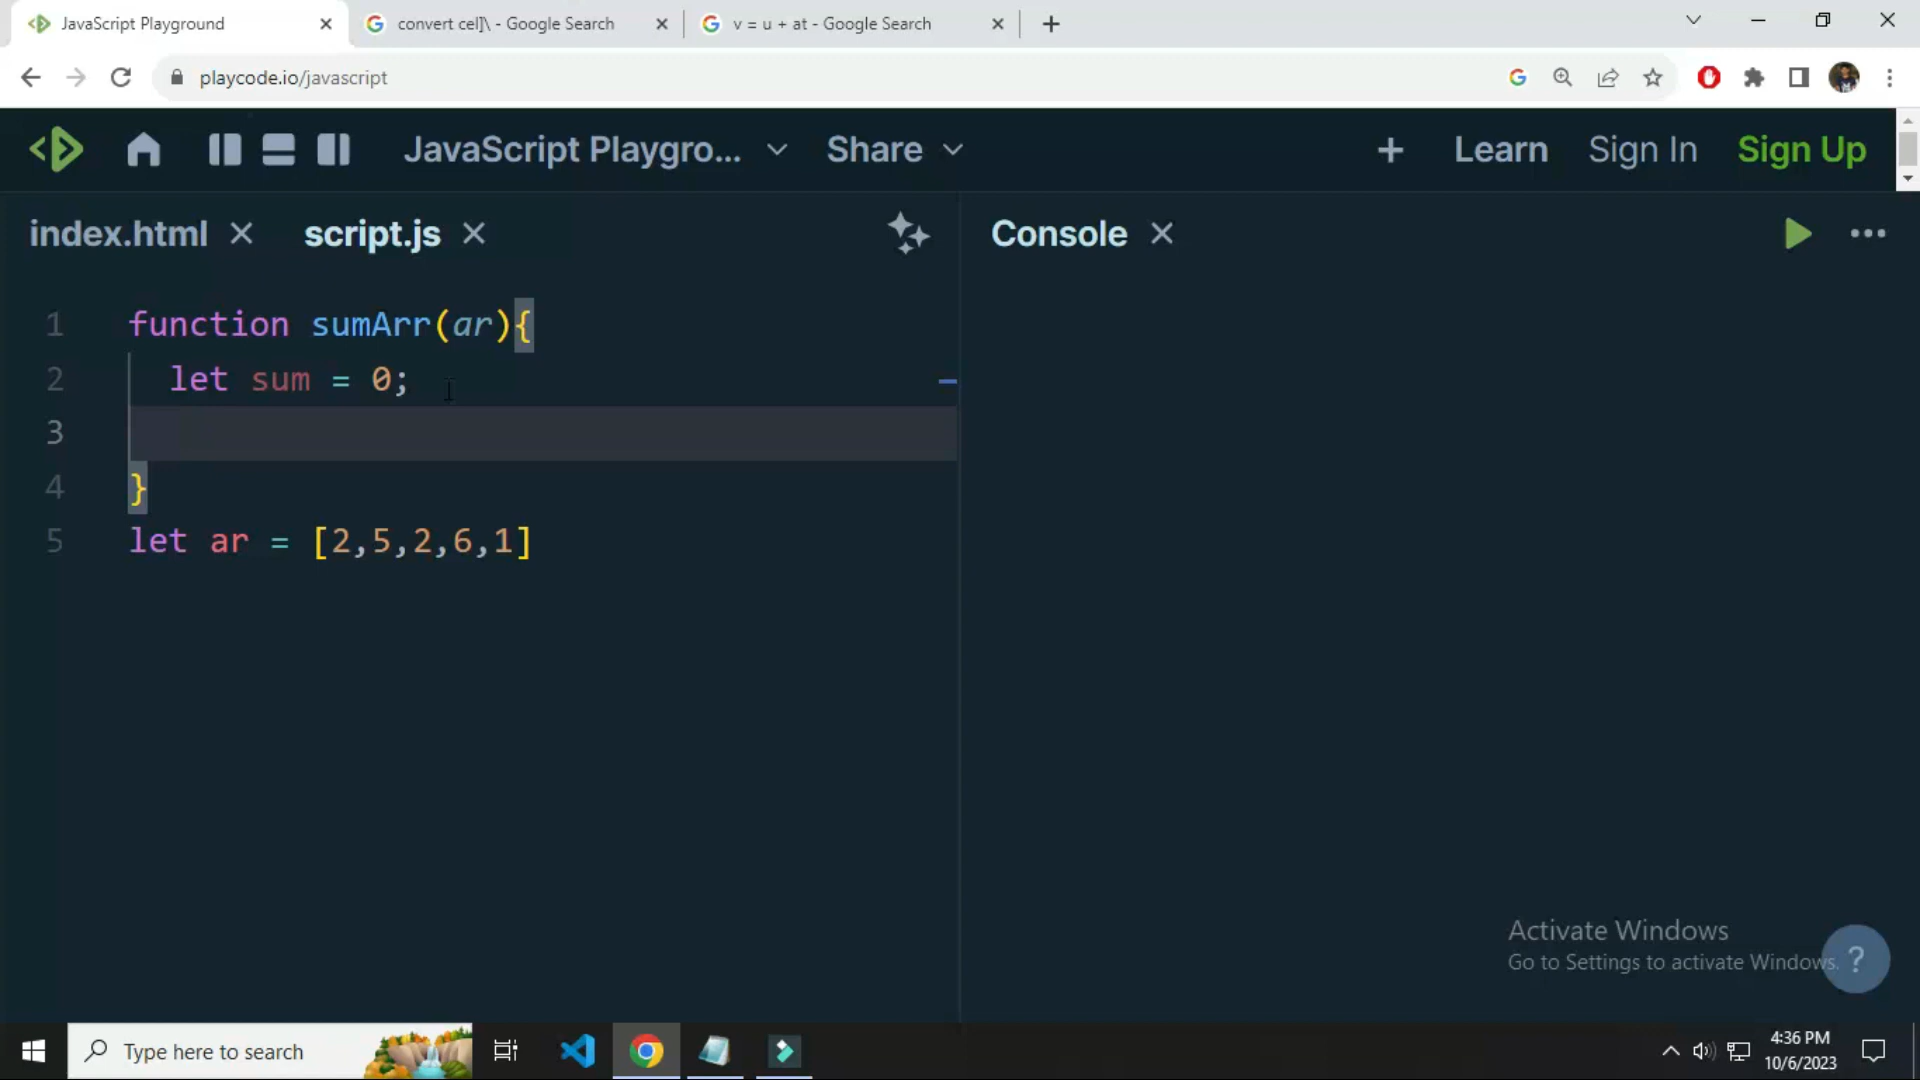 JavaScript Playground
convert cel]\ - Google Search
v = u + at - Google Search
playcode.io/javascript
JavaScript Playgro...
Share
Learn
Sign In
Sign Up
index.html
script.js
Console
1 function sumArr(ar){
2 let sum = 0;
3
4 }
5 let ar = [2,5,2,6,1]
Activate Windows
Go to Settings to activate Windows.
?
Type here to search
4:36 PM
10/6/2023